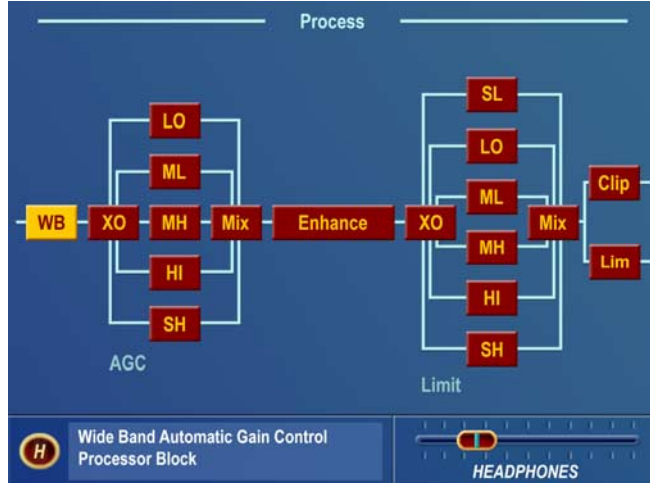 Process
SL
LO
LO
ML
ML
Clip
WB
XO
MH
Mix
Enhance
XO
Mix
MH
Lim
HI
HI
SH
SH
AGC
Limit
H
Wide Band Automatic Gain Control
Processor Block
HEADPHONES